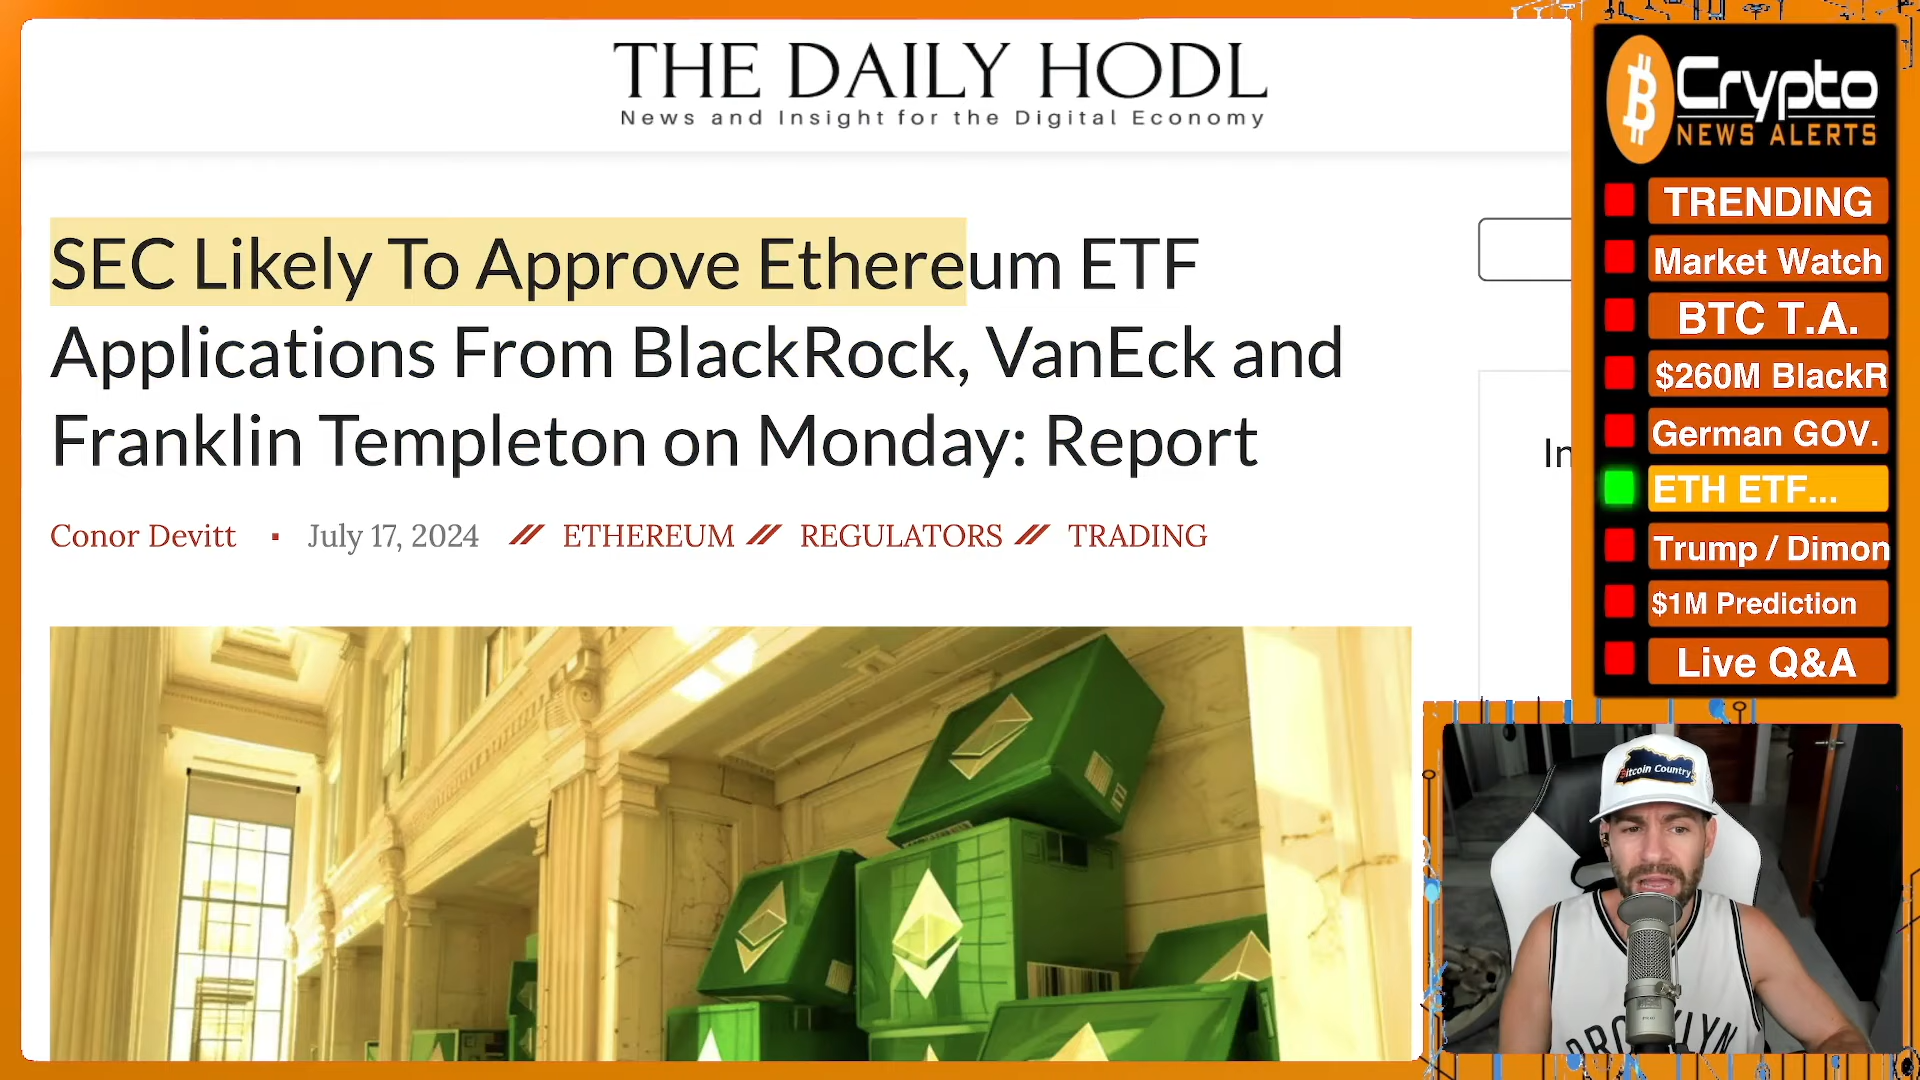 THE DAILY HODL
News and Insight for the Digital Economy
SEC Likely To Approve Ethereum ETF
Applications From BlackRock, VanEck and
Franklin Templeton on Monday: Report
Conor Devitt ▪ July 17, 2024 // ETHEREUM // REGULATORS // TRADING
In
Crypto
NEWS ALERTS
TRENDING
Market Watch
BTC T.A.
$260M BlackR
German GOV.
ETH ETF...
Trump / Dimon
$1M Prediction
Live Q&A
Bitcoin Country
BROOKLYN